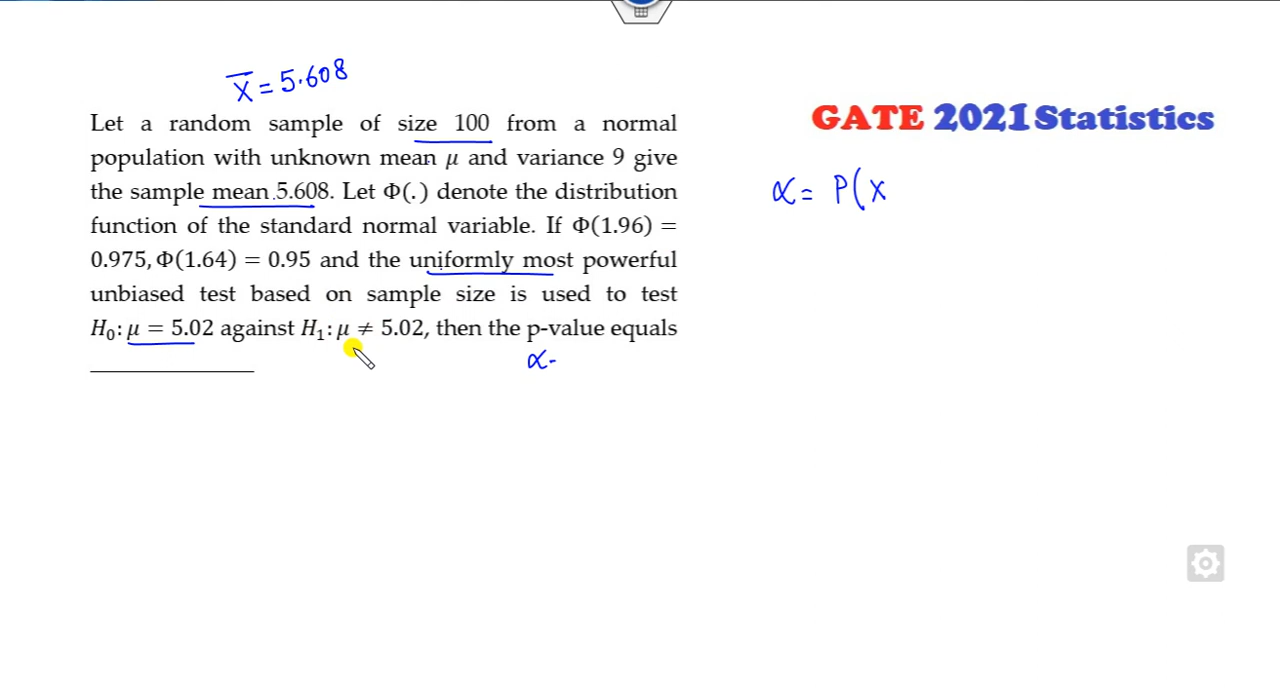 X̅ = 5.608
Let a random sample of size 100 from a normal
population with unknown mean μ and variance 9 give
the sample mean 5.608. Let Φ(.) denote the distribution
function of the standard normal variable. If Φ(1.96) =
0.975, Φ(1.64) = 0.95 and the uniformly most powerful
unbiased test based on sample size is used to test
H₀: μ = 5.02 against H₁: μ ≠ 5.02, then the p-value equals
α-
GATE 2021 Statistics
α = P(X